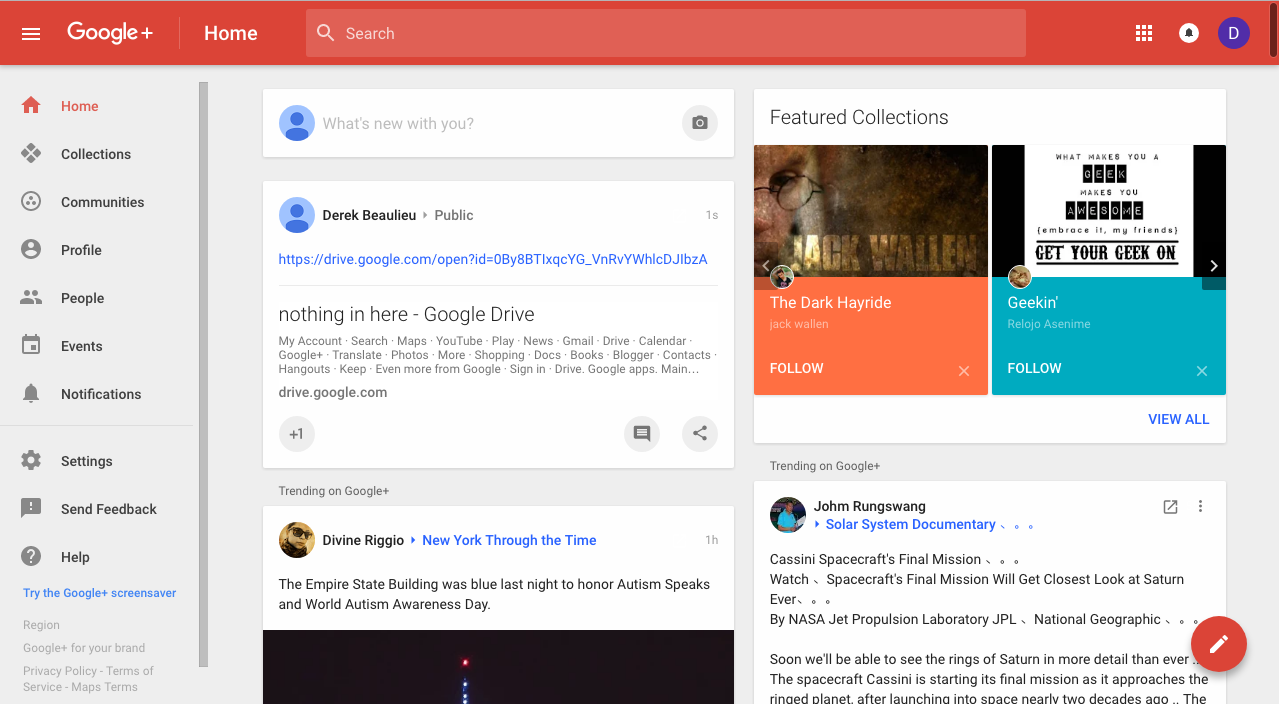 Google+
Home
Search
D
Home
Collections
Communities
Profile
People
Events
Notifications
Settings
Send Feedback
Help
Try the Google+ screensaver
Region
Google+ for your brand
Privacy Policy - Terms of
Service - Maps Terms
What's new with you?
Derek Beaulieu
Public
1s
https://drive.google.com/open?id=0By8BTIxqcYG_VnRvYWhlcDJIbzA
nothing in here - Google Drive
My Account · Search · Maps · YouTube · Play · News · Gmail · Drive · Calendar ·
Google+ · Translate · Photos · More · Shopping · Docs · Books · Blogger · Contacts ·
Hangouts · Keep · Even more from Google · Sign in · Drive. Google apps. Main…
drive.google.com
+1
Trending on Google+
Divine Riggio
New York Through the Time
1h
The Empire State Building was blue last night to honor Autism Speaks
and World Autism Awareness Day.
Featured Collections
JACK WALLEN
The Dark Hayride
jack wallen
FOLLOW
WHAT MAKES YOU A
GEEK
MAKES YOU
AWESOME
{embrace it, my friends}
GET YOUR GEEK ON
Geekin'
Relojo Asenime
FOLLOW
VIEW ALL
Trending on Google+
Johm Rungswang
Solar System Documentary 、。。。
Cassini Spacecraft's Final Mission 、。。
Watch 、Spacecraft's Final Mission Will Get Closest Look at Saturn
Ever、。。
By NASA Jet Propulsion Laboratory JPL 、National Geographic 、。。。
Soon we'll be able to see the rings of Saturn in more detail than ever ..
The spacecraft Cassini is starting its final mission as it approaches the
ringed planet, after launching into space nearly two decades ago .. The